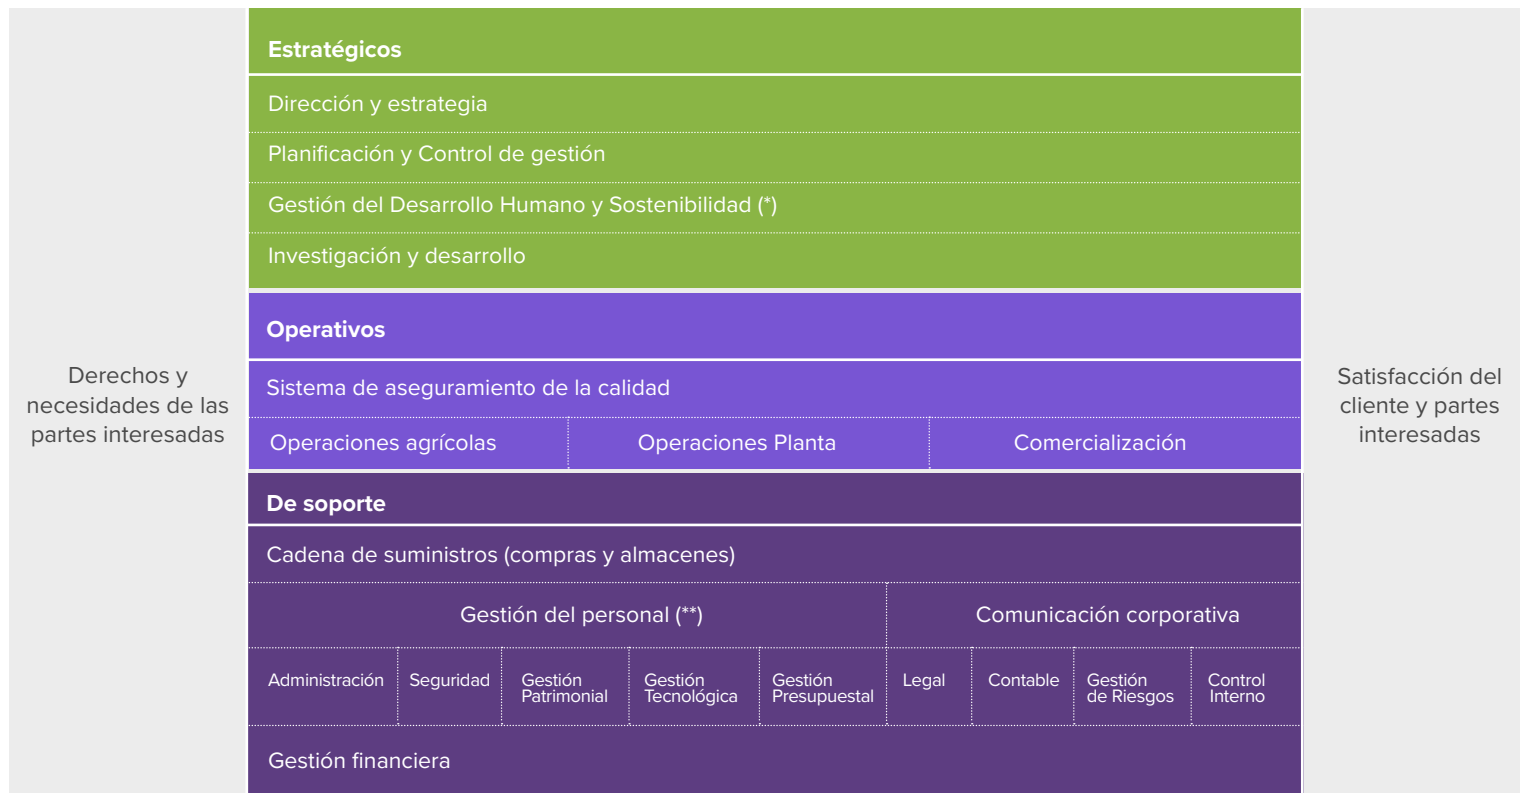 Estratégicos
Dirección y estrategia
Planificación y Control de gestión
Gestión del Desarrollo Humano y Sostenibilidad (*)
Investigación y desarrollo
Derechos y
necesidades de las
partes interesadas
Operativos
Sistema de aseguramiento de la calidad
Operaciones agrícolas
Operaciones Planta
Comercialización
Satisfacción del
cliente y partes
interesadas
De soporte
Cadena de suministros (compras y almacenes)
Gestión del personal (**)
Comunicación corporativa
Administración
Seguridad
Gestión
Patrimonial
Gestión
Tecnológica
Gestión
Presupuestal
Legal
Contable
Gestión
de Riesgos
Control
Interno
Gestión financiera